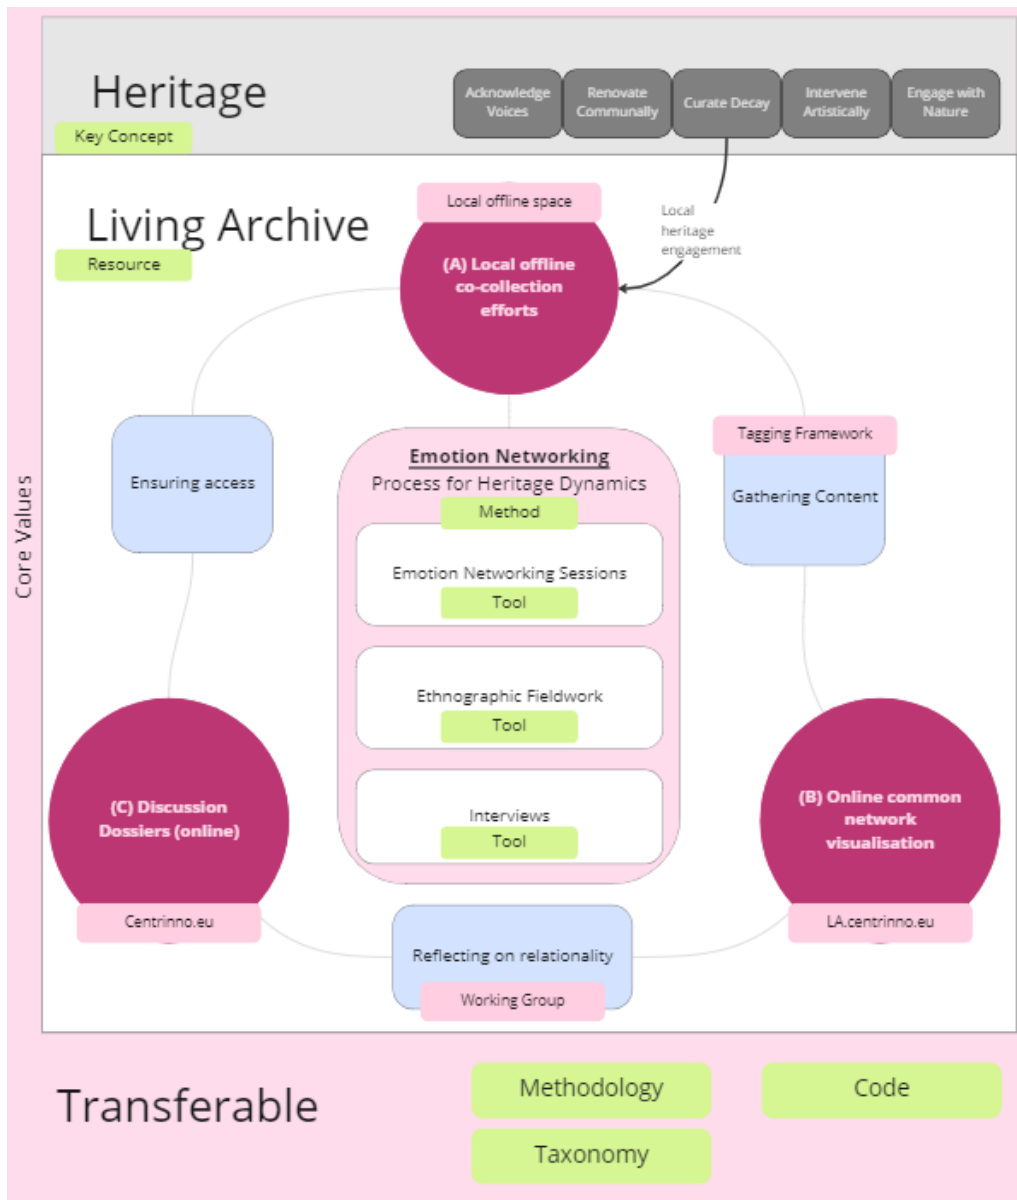 Heritage
Key Concept
Acknowledge
Voices
Renovate
Communally
Curate Decay
Intervene
Artistically
Engage with
Nature
Living Archive
Resource
Local offline space
Local
heritage
engagement
(A) Local offline
co-collection
efforts
Ensuring access
Emotion Networking
Process for Heritage Dynamics
Method
Emotion Networking Sessions
Tool
Ethnographic Fieldwork
Tool
Interviews
Tool
Tagging Framework
Gathering Content
Core Values
(C) Discussion
Dossiers (online)
Centrinno.eu
(B) Online common
network
visualisation
LA.centrinno.eu
Reflecting on relationality
Working Group
Transferable
Methodology
Code
Taxonomy